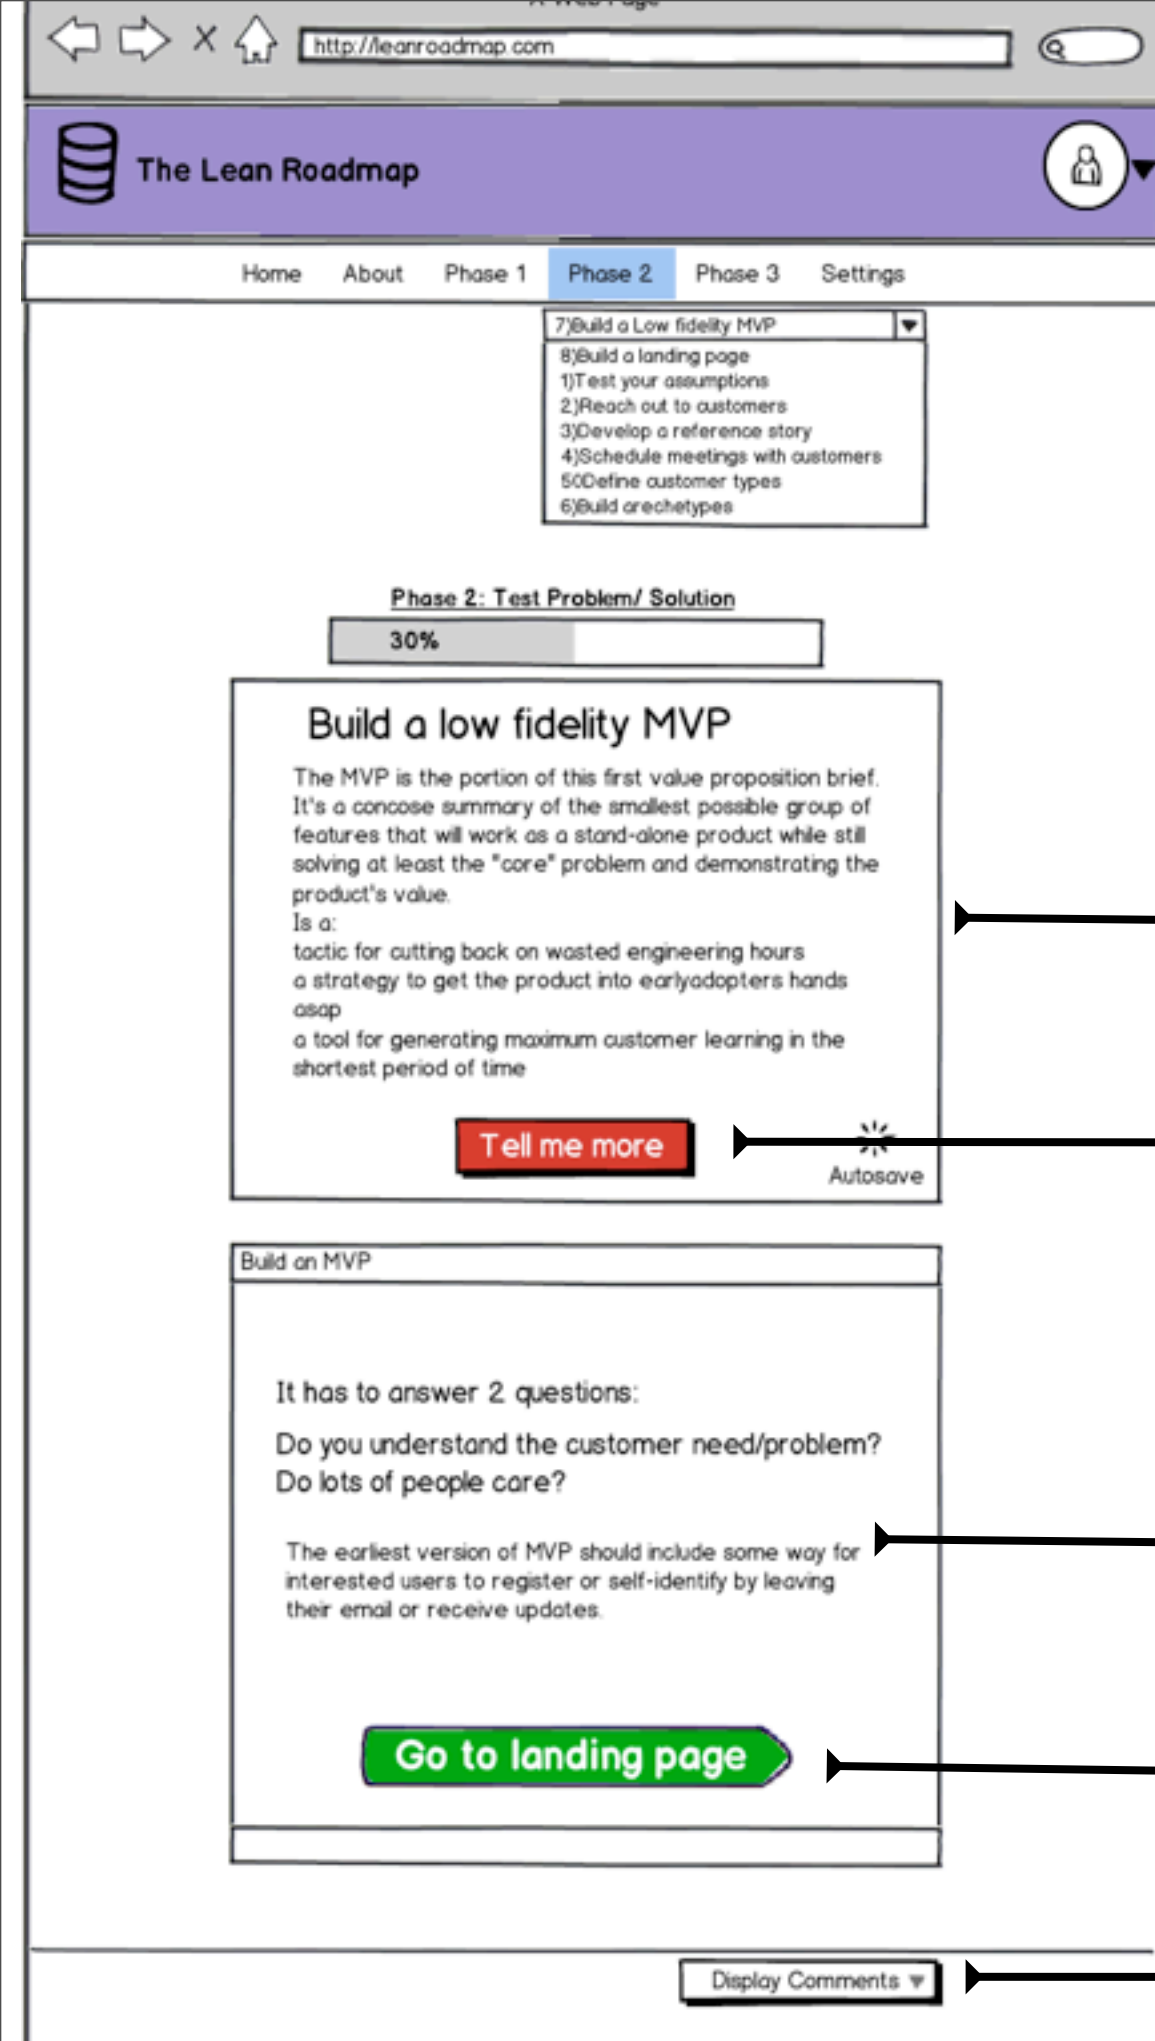 A Web Page
http://leanroadmap.com
The Lean Roadmap
Home About Phase 1 Phase 2 Phase 3 Settings
7)Build a Low fidelity MVP
8)Build a landing page
1)Test your assumptions
2)Reach out to customers
3)Develop a reference story
4)Schedule meetings with customers
50Define customer types
6)Build archetypes
Phase 2: Test Problem/ Solution
30%
Build a low fidelity MVP
The MVP is the portion of this first value proposition brief.
It's a concose summary of the smallest possible group of
features that will work as a stand-alone product while still
solving at least the "core" problem and demonstrating the
product's value.
Is a:
tactic for cutting back on wasted engineering hours
a strategy to get the product into earlyadopters hands
asap
a tool for generating maximum customer learning in the
shortest period of time
Tell me more
Autosave
Build an MVP
It has to answer 2 questions:
Do you understand the customer need/problem?
Do lots of people care?
The earliest version of MVP should include some way for
interested users to register or self-identify by leaving
their email or receive updates.
Go to landing page
Display Comments